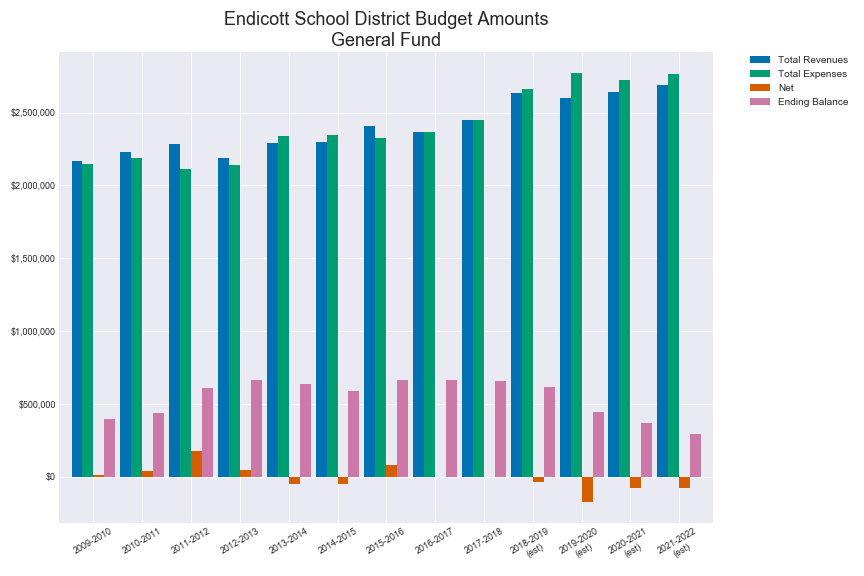 Endicott School District Budget Amounts
General Fund
Total Revenues
Total Expenses
Net
Ending Balance
$2,500,000
$2,000,000
$1,500,000
$1,000,000
$500,000
$0
2009-2010
2010-2011
2011-2012
2012-2013
2013-2014
2014-2015
2015-2016
2016-2017
2017-2018
2018-2019
(est)
2019-2020
(est)
2020-2021
(est)
2021-2022
(est)